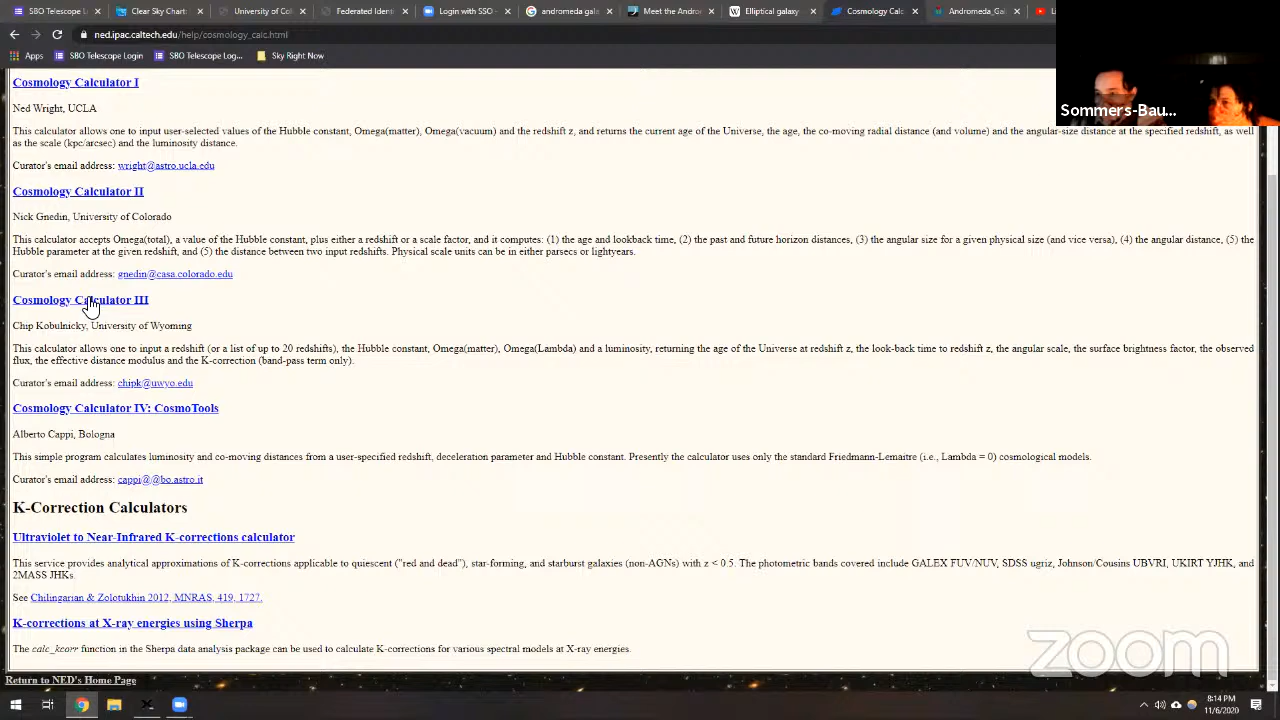 University of Col
Federated Identi
Login with SSO -
andromeda galax
Meet the Androm
Elliptical galaxy
Cosmology Calcu
Andromeda_Gala
ned.ipac.caltech.edu/help/cosmology_calc.html
Apps
SBO Telescope Login
SBO Telescope Log...
Sky Right Now
Sommers-Bau...
Cosmology Calculator I
Ned Wright, UCLA
This calculator allows one to input user-selected values of the Hubble constant, Omega(matter), Omega(vacuum) and the redshift z, and returns the current age of the Universe, the age, the co-moving radial distance (and volume) and the angular-size distance at the specified redshift, as well
as the scale (kpc/arcsec) and the luminosity distance.
Curator's email address: wright@astro.ucla.edu
Cosmology Calculator II
Nick Gnedin, University of Colorado
This calculator accepts Omega(total), a value of the Hubble constant, plus either a redshift or a scale factor, and it computes: (1) the age and lookback time, (2) the past and future horizon distances, (3) the angular size for a given physical size (and vice versa), (4) the angular distance, (5) the
Hubble parameter at the given redshift, and (5) the distance between two input redshifts. Physical scale units can be in either parsecs or lightyears.
Curator's email address: gnedin@casa.colorado.edu
Cosmology Calculator III
Chip Kobulnicky, University of Wyoming
This calculator allows one to input a redshift (or a list of up to 20 redshifts), the Hubble constant, Omega(matter), Omega(Lambda) and a luminosity, returning the age of the Universe at redshift z, the look-back time to redshift z, the angular scale, the surface brightness factor, the observed
flux, the effective distance modulus and the K-correction (band-pass term only).
Curator's email address: chipk@uwyo.edu
Cosmology Calculator IV: CosmoTools
Alberto Cappi, Bologna
This simple program calculates luminosity and co-moving distances from a user-specified redshift, deceleration parameter and Hubble constant. Presently the calculator uses only the standard Friedmann-Lemaitre (i.e., Lambda = 0) cosmological models.
Curator's email address: cappi@@bo.astro.it
K-Correction Calculators
Ultraviolet to Near-Infrared K-corrections calculator
This service provides analytical approximations of K-corrections applicable to quiescent ("red and dead"), star-forming, and starburst galaxies (non-AGNs) with z < 0.5. The photometric bands covered include GALEX FUV/NUV, SDSS ugriz, Johnson/Cousins UBVRI, UKIRT YJHK, and
2MASS JHKs.
See Chilingarian & Zolotukhin 2012, MNRAS, 419, 1727.
K-corrections at X-ray energies using Sherpa
The calc_kcorr function in the Sherpa data analysis package can be used to calculate K-corrections for various spectral models at X-ray energies.
zoom
Return to NED's Home Page
8:14 PM
11/6/2020